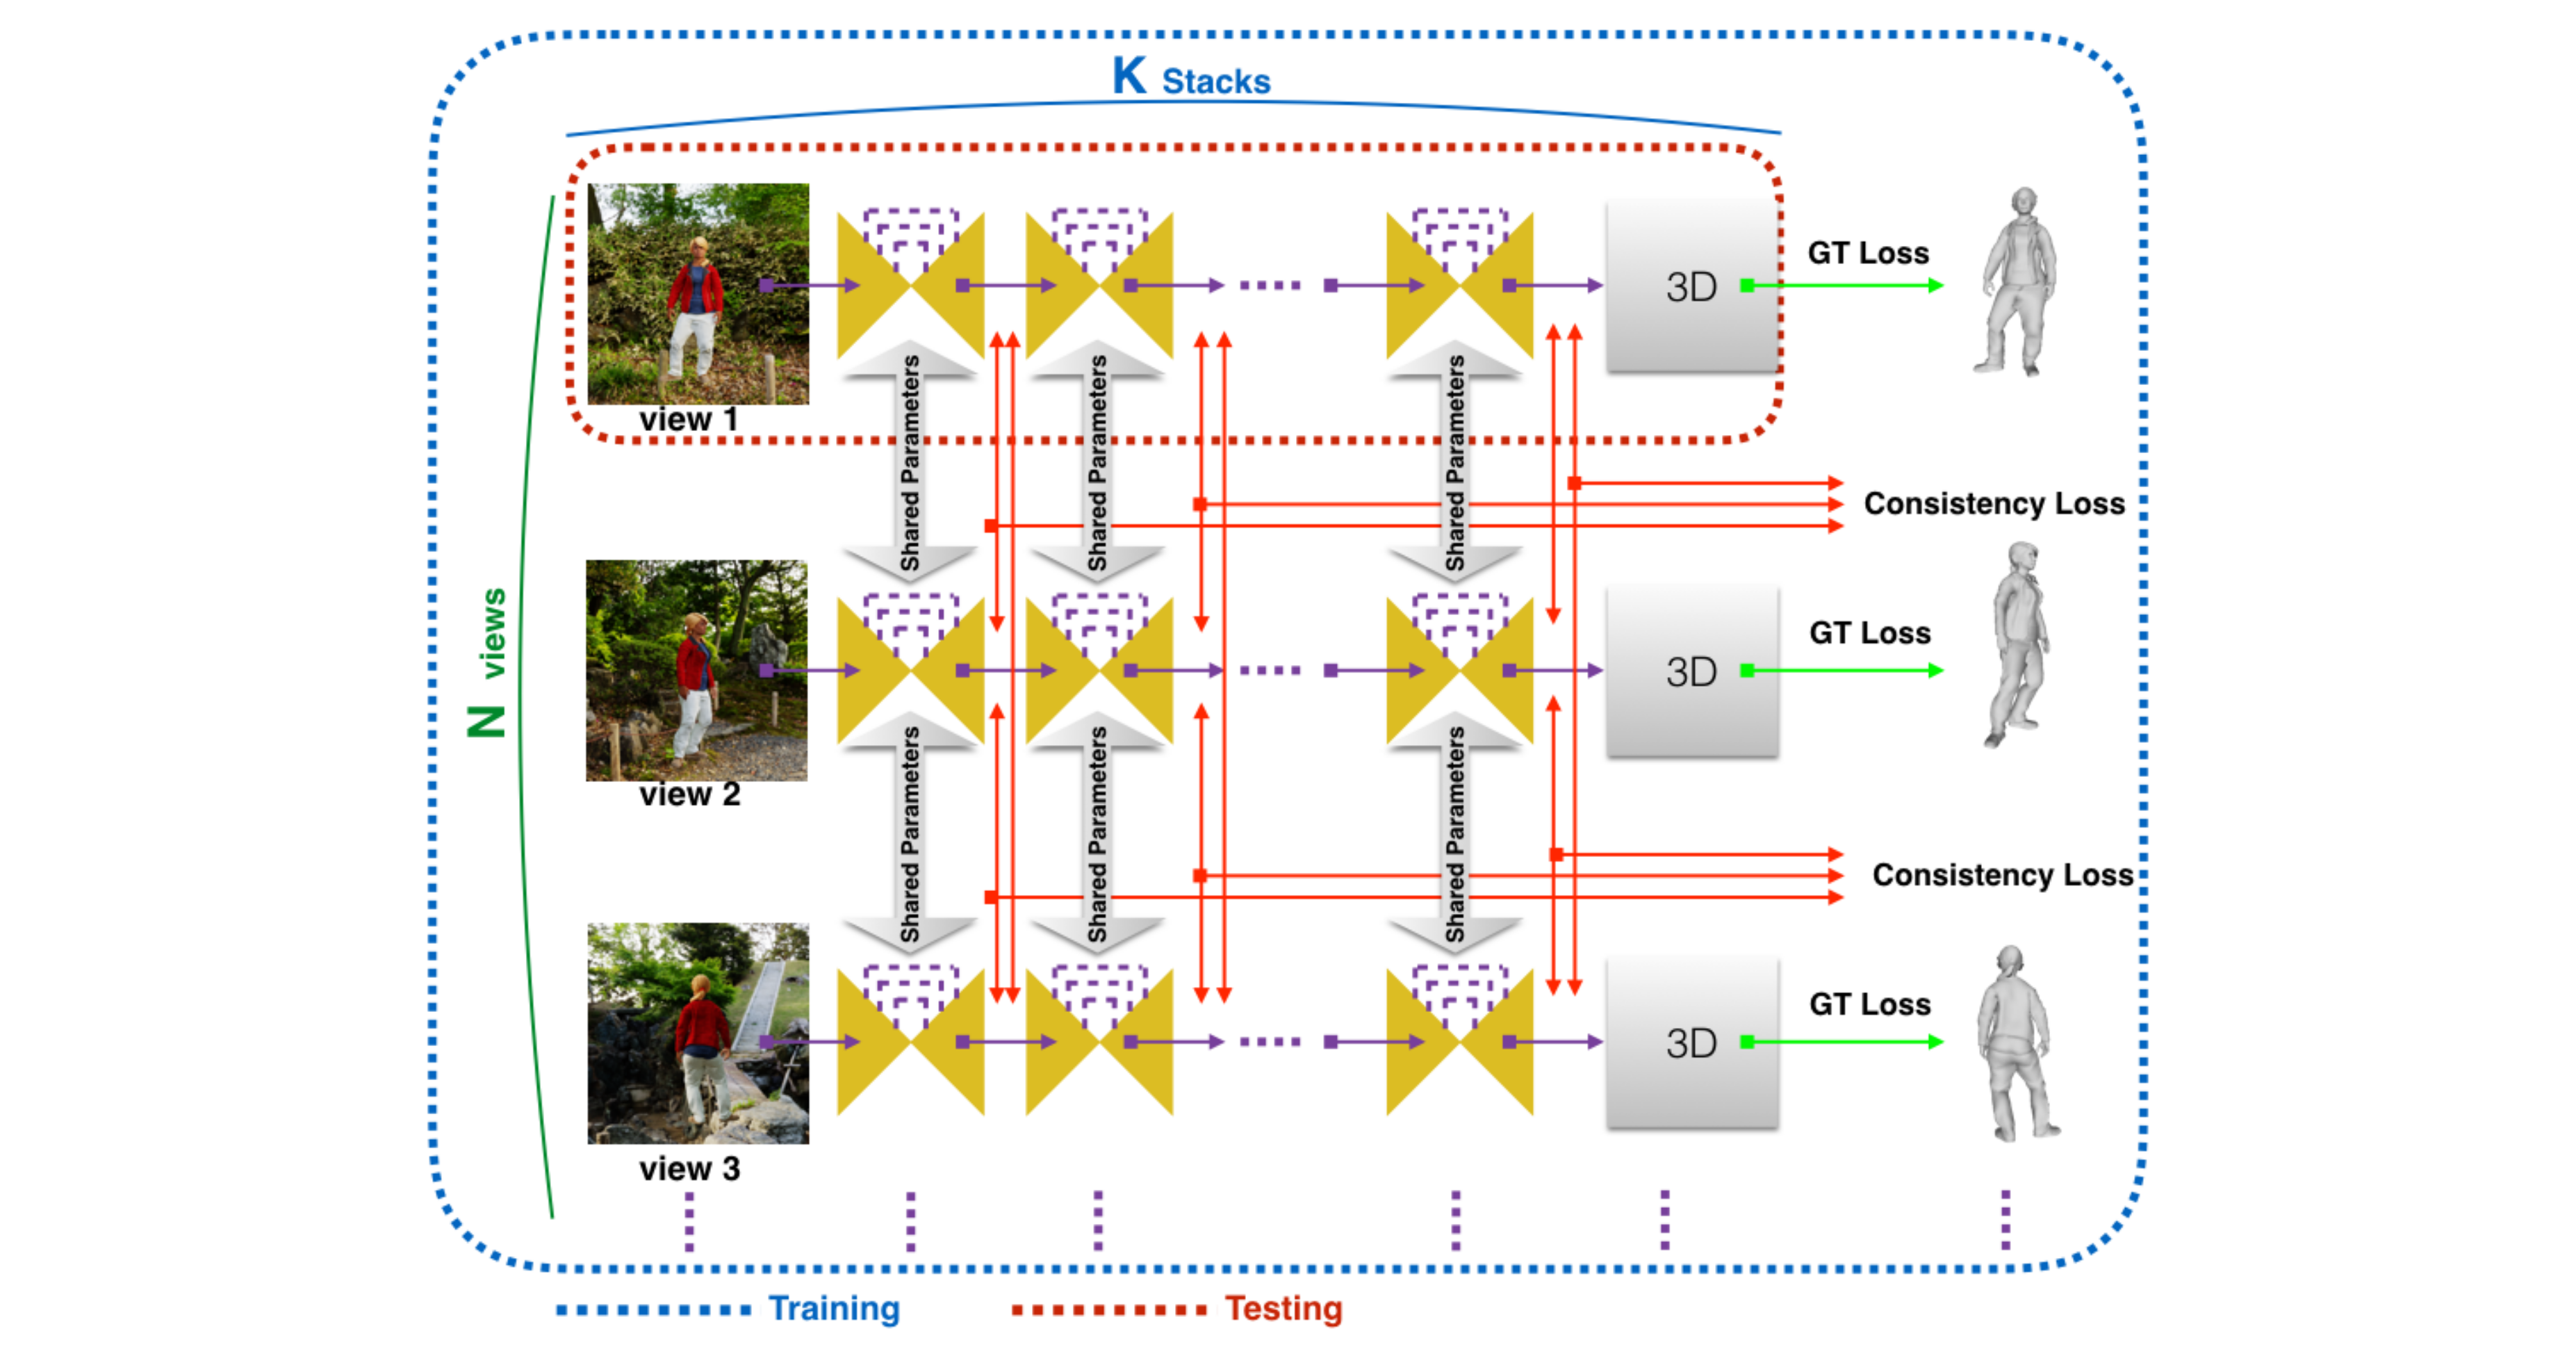 K Stacks
N views
view 1
Shared Parameters
Shared Parameters
Shared Parameters
3D
GT Loss
Consistency Loss
view 2
Shared Parameters
Shared Parameters
Shared Parameters
3D
GT Loss
Consistency Loss
view 3
3D
GT Loss
Training
Testing